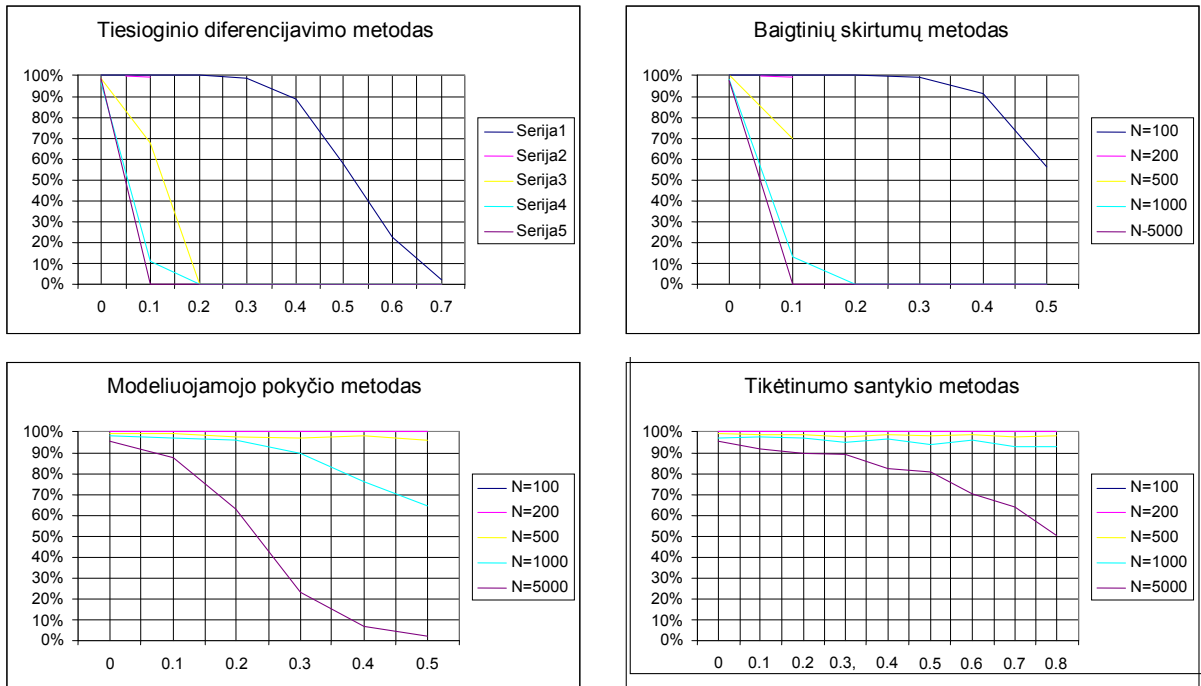 Tiesioginio diferencijavimo metodas
100%
90%
80%
70%
60%
50%
40%
30%
20%
10%
0%
0 0.1 0.2 0.3 0.4 0.5 0.6 0.7
Serija1
Serija2
Serija3
Serija4
Serija5
Baigtinių skirtumų metodas
100%
90%
80%
70%
60%
50%
40%
30%
20%
10%
0%
0 0.1 0.2 0.3 0.4 0.5
N=100
N=200
N=500
N=1000
N-5000
Modeliuojamojo pokyčio metodas
100%
90%
80%
70%
60%
50%
40%
30%
20%
10%
0%
0 0.1 0.2 0.3 0.4 0.5
N=100
N=200
N=500
N=1000
N=5000
Tikėtinumo santykio metodas
100%
90%
80%
70%
60%
50%
40%
30%
20%
10%
0%
0 0.1 0.2 0.3, 0.4 0.5 0.6 0.7 0.8
N=100
N=200
N=500
N=1000
N=5000